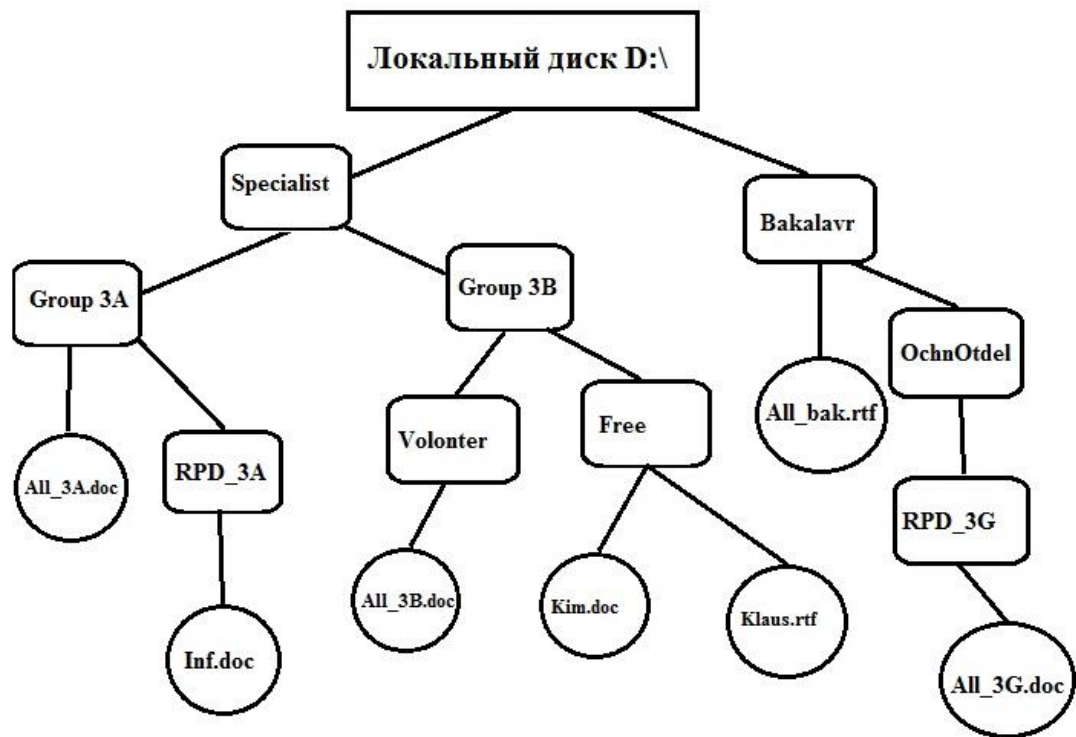 Локальный диск D:\
Specialist
Bakalavr
Group 3A
Group 3B
OchnOtdel
All_bak.rtf
Volonter
Free
All_3A.doc
RPD_3A
RPD_3G
All_3B.doc
Kim.doc
Klaus.rtf
Inf.doc
All_3G.doc